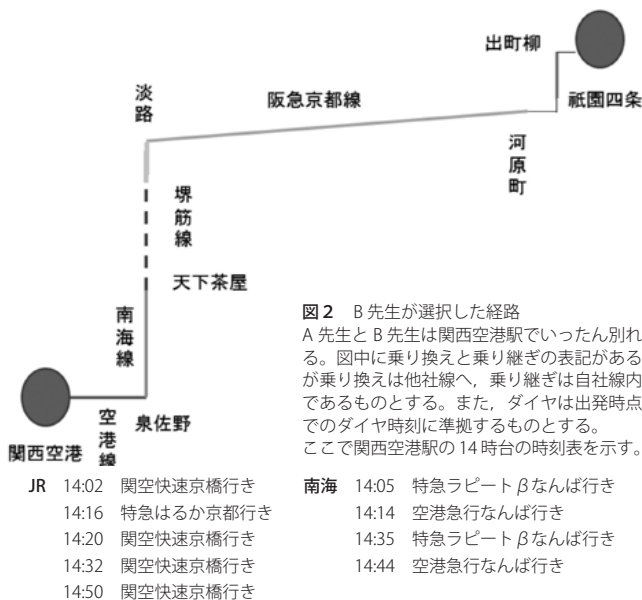 出町柳
淡路
阪急京都線
祇園四条
河原町
堺筋線
天下茶屋
南海線
空港線
泉佐野
関西空港
図2 B先生が選択した経路
A先生とB先生は関西空港駅でいったん別れ
る。図中に乗り換えと乗り継ぎの表記がある
が乗り換えは他社線へ,乗り継ぎは自社線内
であるものとする。また,ダイヤは出発時点
でのダイヤ時刻に準拠するものとする。
ここで関西空港駅の14時台の時刻表を示す。
JR 14:02 関空快速京橋行き
14:16 特急はるか京都行き
14:20 関空快速京橋行き
14:32 関空快速京橋行き
14:50 関空快速京橋行き
南海 14:05 特急ラピートβなんば行き
14:14 空港急行なんば行き
14:35 特急ラピートβなんば行き
14:44 空港急行なんば行き